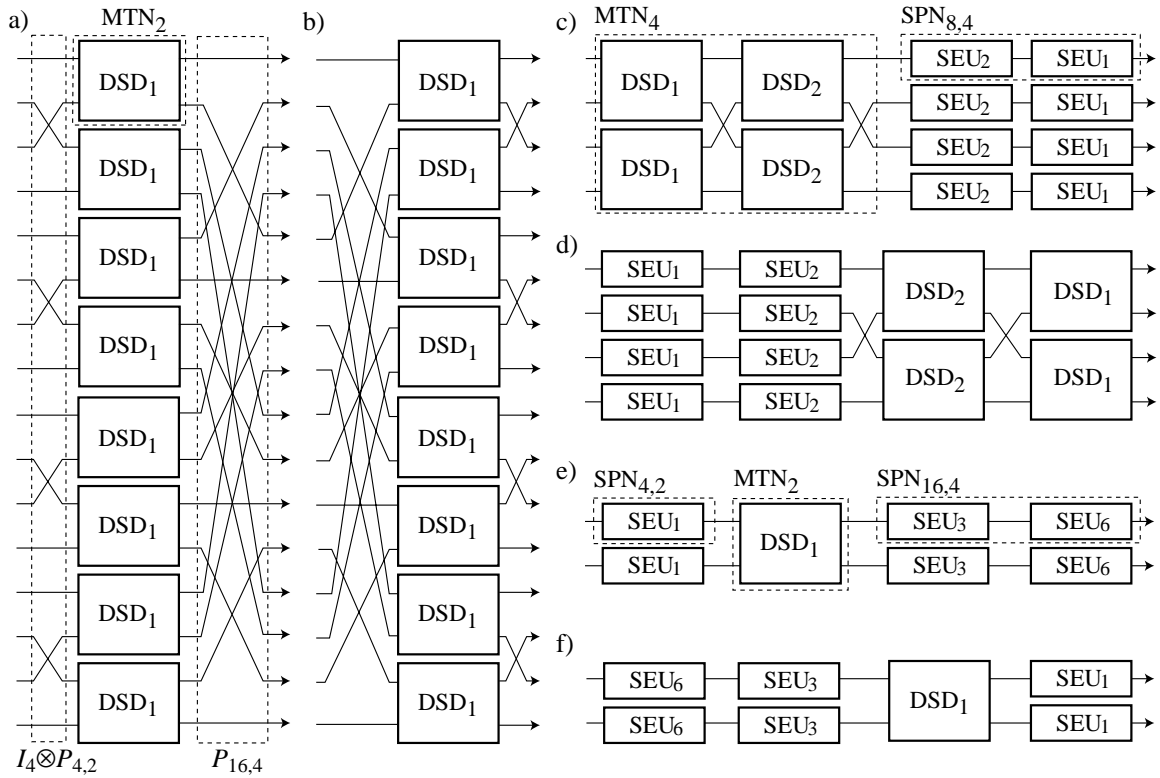 a)
MTN2
DSD1
DSD1
DSD1
DSD1
DSD1
DSD1
DSD1
DSD1
I4⊗P4,2
P16,4
b)
DSD1
DSD1
DSD1
DSD1
DSD1
DSD1
DSD1
DSD1
c)
MTN4
SPN8,4
DSD1
DSD2
SEU2
SEU1
SEU2
SEU1
DSD1
DSD2
SEU2
SEU1
SEU2
SEU1
d)
SEU1
SEU2
DSD2
DSD1
SEU1
SEU2
SEU1
SEU2
DSD2
DSD1
SEU1
SEU2
e)
SPN4,2
MTN2
SPN16,4
SEU1
DSD1
SEU3
SEU6
SEU1
SEU3
SEU6
f)
SEU6
SEU3
DSD1
SEU1
SEU6
SEU3
SEU1